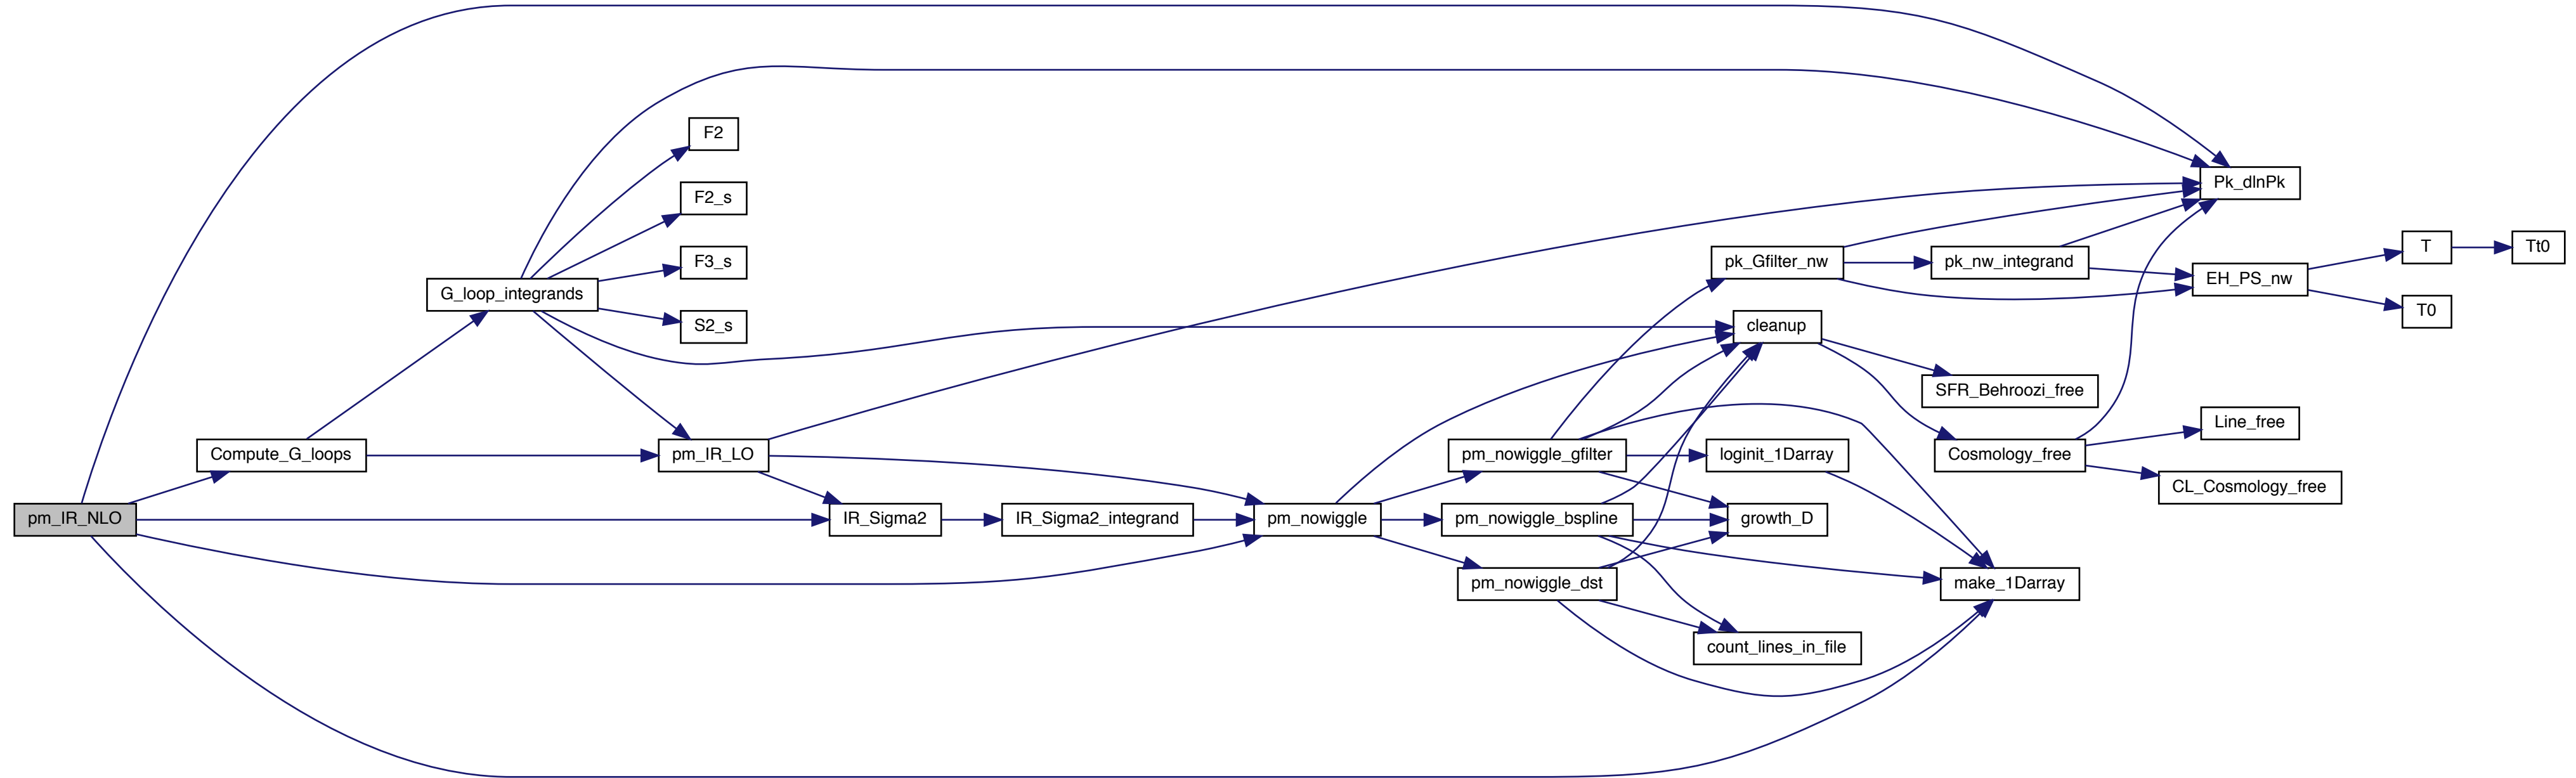 pm_IR_NLO
Compute_G_loops
G_loop_integrands
F2
F2_s
F3_s
S2_s
pm_IR_LO
IR_Sigma2
IR_Sigma2_integrand
pm_nowiggle
pm_nowiggle_gfilter
pm_nowiggle_bspline
pm_nowiggle_dst
pk_Gfilter_nw
cleanup
loginit_1Darray
growth_D
count_lines_in_file
pk_nw_integrand
SFR_Behroozi_free
Cosmology_free
make_1Darray
Pk_dlnPk
EH_PS_nw
Line_free
CL_Cosmology_free
T
T0
Tt0